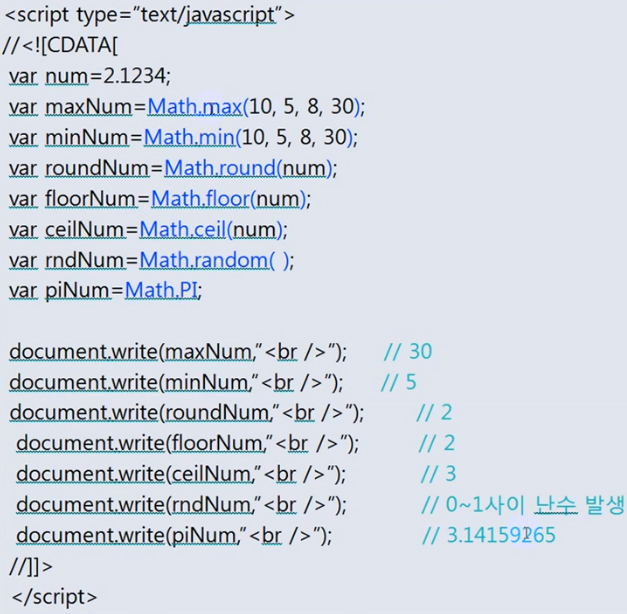 <script type="text/javascript">
//<![CDATA[
var num=2.1234;
var maxNum=Math.max(10, 5, 8, 30);
var minNum=Math.min(10, 5, 8, 30);
var roundNum=Math.round(num);
var floorNum=Math.floor(num);
var ceilNum=Math.ceil(num);
var rndNum=Math.random( );
var piNum=Math.PI;
document.write(maxNum,"<br />"); // 30
document.write(minNum,"<br />"); // 5
document.write(roundNum,"<br />"); // 2
document.write(floorNum,"<br />"); // 2
document.write(ceilNum,"<br />"); // 3
document.write(rndNum,"<br />"); // 0~1사이 난수 발생
document.write(piNum,"<br />"); // 3.14159265
//]]>
</script>